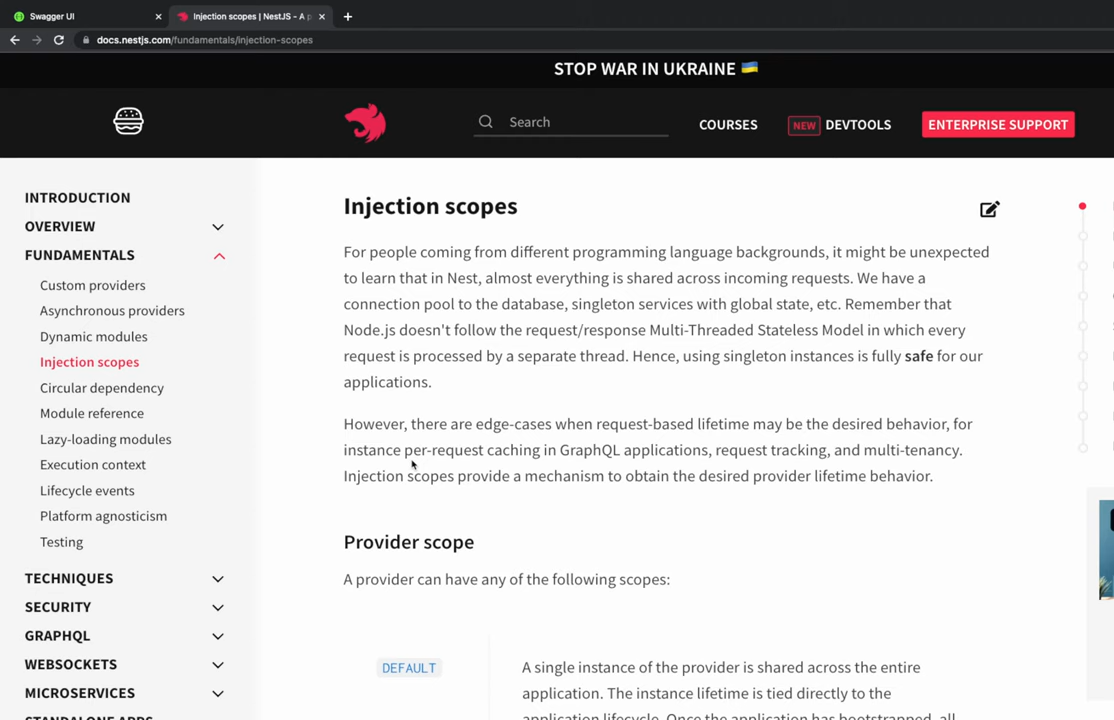 Swagger UI
Injection scopes | NestJS - A p
docs.nestjs.com/fundamentals/injection-scopes
STOP WAR IN UKRAINE 🇺🇦
Search
COURSES
NEW
DEVTOOLS
ENTERPRISE SUPPORT
INTRODUCTION
OVERVIEW
FUNDAMENTALS
Custom providers
Asynchronous providers
Dynamic modules
Injection scopes
Circular dependency
Module reference
Lazy-loading modules
Execution context
Lifecycle events
Platform agnosticism
Testing
TECHNIQUES
SECURITY
GRAPHQL
WEBSOCKETS
MICROSERVICES
STANDALONE APPS
Injection scopes
For people coming from different programming language backgrounds, it might be unexpected
to learn that in Nest, almost everything is shared across incoming requests. We have a
connection pool to the database, singleton services with global state, etc. Remember that
Node.js doesn't follow the request/response Multi-Threaded Stateless Model in which every
request is processed by a separate thread. Hence, using singleton instances is fully safe for our
applications.
However, there are edge-cases when request-based lifetime may be the desired behavior, for
instance per-request caching in GraphQL applications, request tracking, and multi-tenancy.
Injection scopes provide a mechanism to obtain the desired provider lifetime behavior.
Provider scope
A provider can have any of the following scopes:
DEFAULT
A single instance of the provider is shared across the entire
application. The instance lifetime is tied directly to the
application lifecycle. Once the application has bootstrapped, all